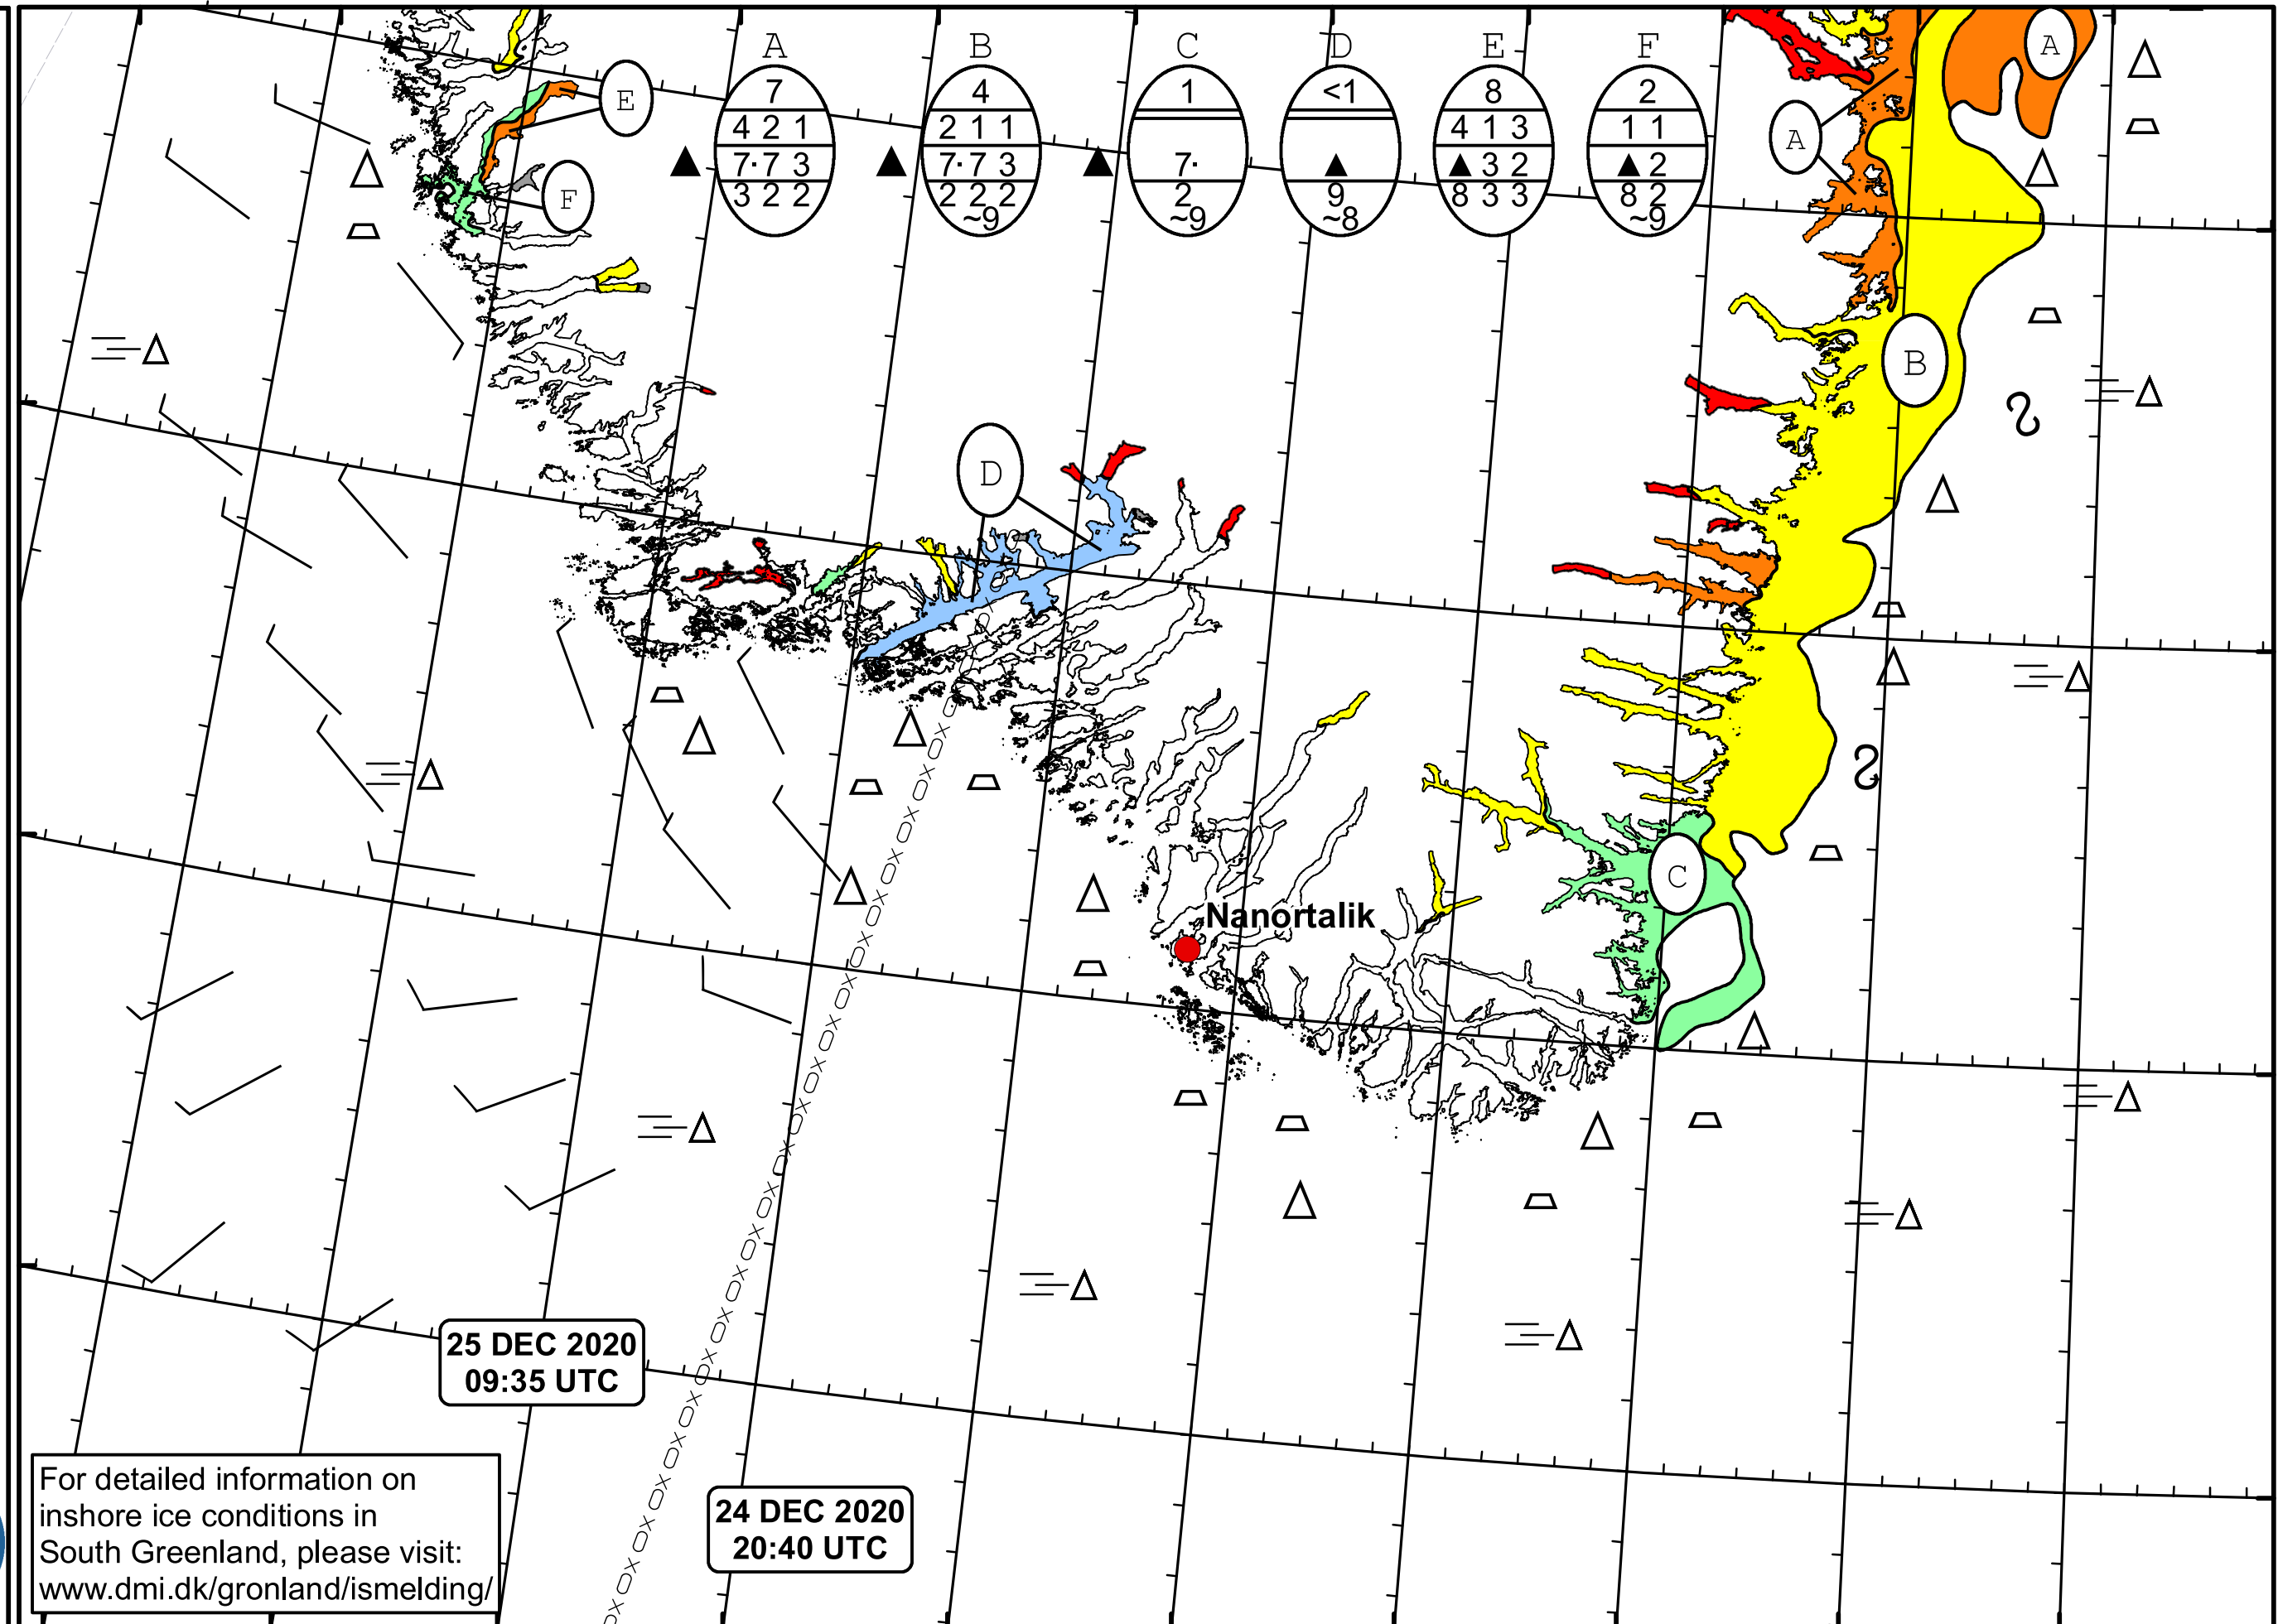 A B C D E F
7 4 1 <1 8 2
4 2 1 2 1 1 4 1 3 1 1
▲ 7·7 3 ▲ 7·7 3 ▲ 7· ▲ ▲ 3 2 ▲ 2
3 2 2 2 2 2 2 9 8 3 3 8 2
~9 ~9 ~8 ~9
A
E
A
F
B
D
C
Nanortalik
25 DEC 2020
09:35 UTC
24 DEC 2020
20:40 UTC
For detailed information on
inshore ice conditions in
South Greenland, please visit:
www.dmi.dk/gronland/ismelding/